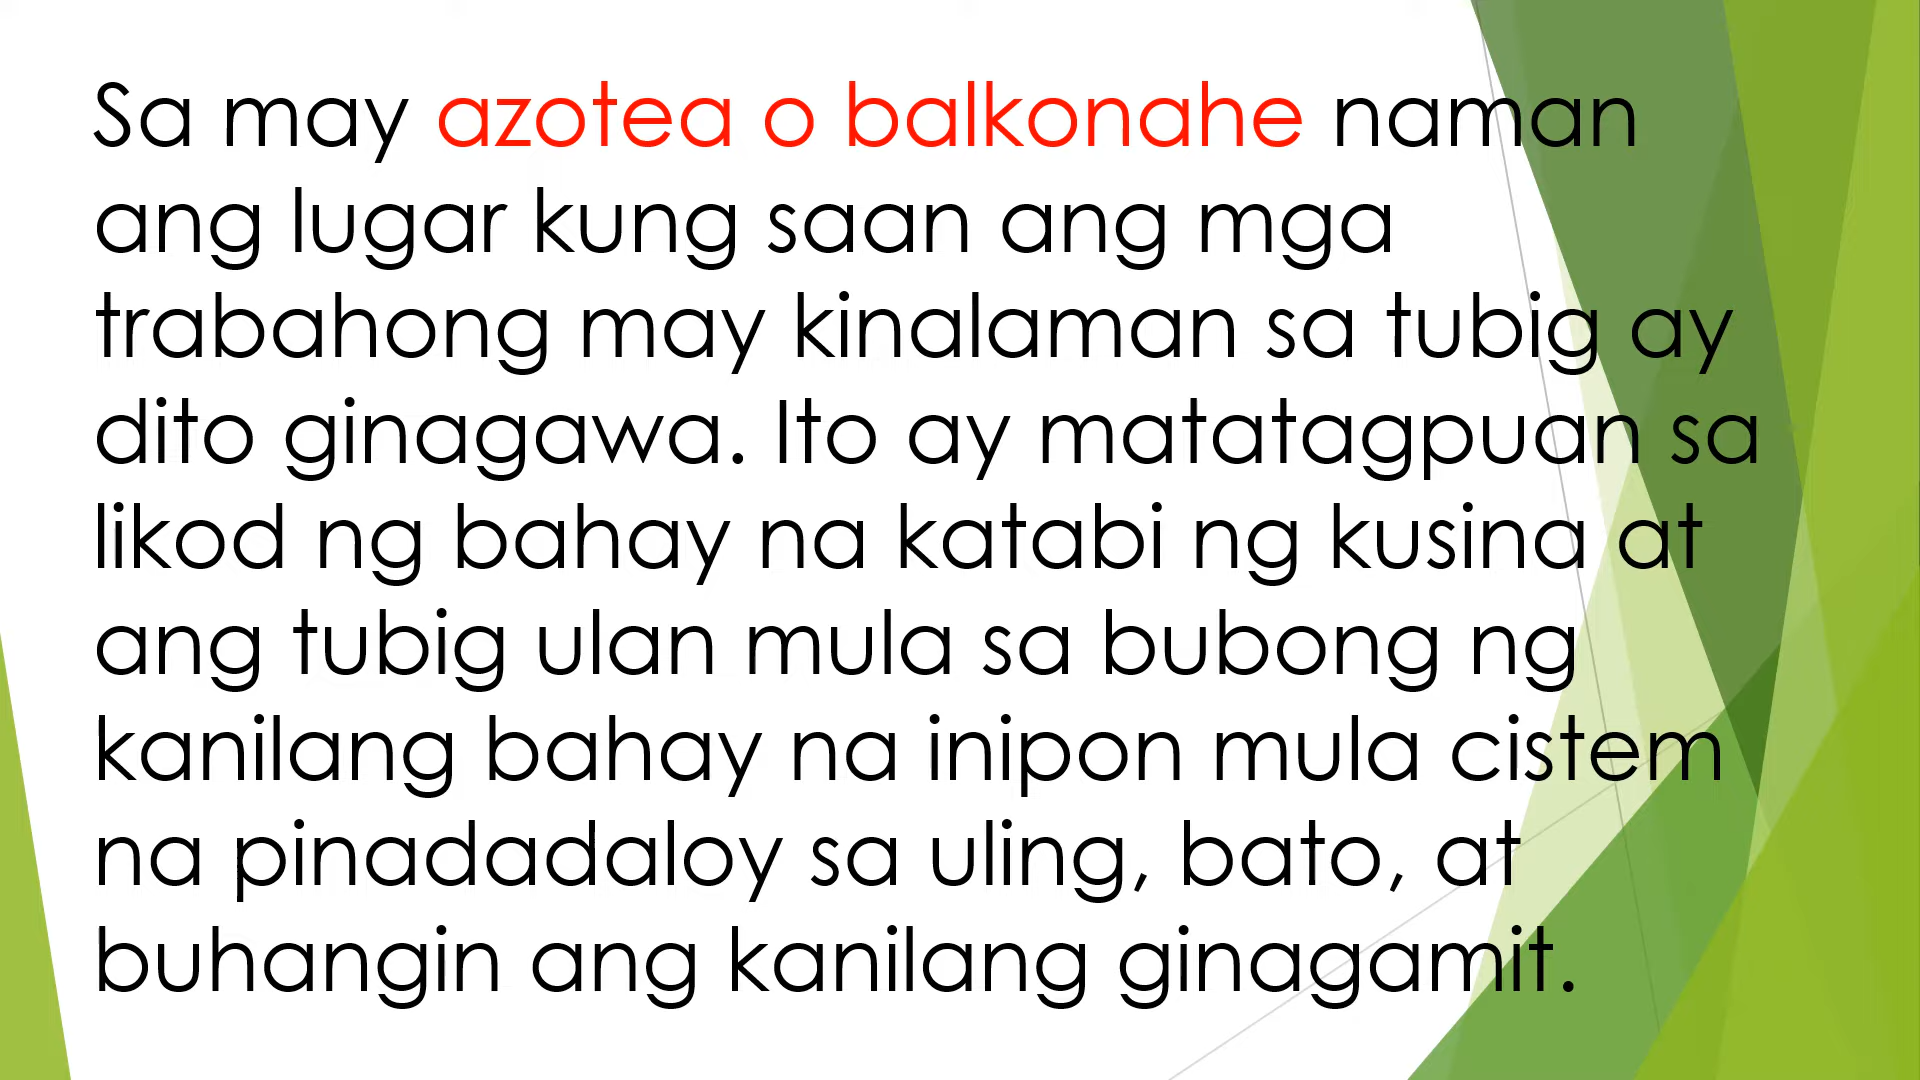 Sa may azotea o balkonahe naman
ang lugar kung saan ang mga
trabahong may kinalaman sa tubig ay
dito ginagawa. Ito ay matatagpuan sa
likod ng bahay na katabi ng kusina at
ang tubig ulan mula sa bubong ng
kanilang bahay na inipon mula cistem
na pinadadaloy sa uling, bato, at
buhangin ang kanilang ginagamit.